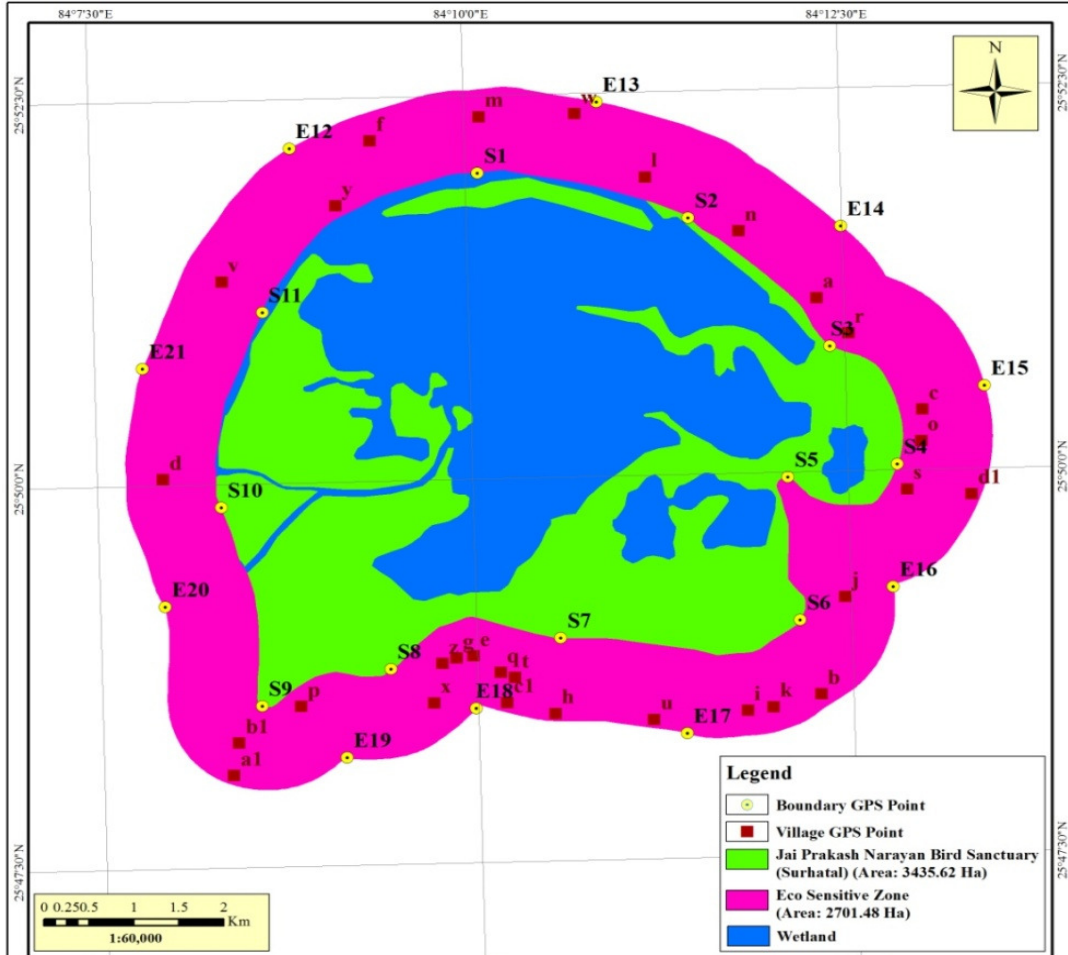 84°7'30"E 84°10'0"E 84°12'30"E
25°52'30"N 25°52'30"N
N
E13
w
m
E12
f
S1
l
y
S2
n
E14
v
a
S11
r
S3
E21
E15
c
o
S4
S5
d
s
d1
25°50'0"N 25°50'0"N
S10
E16
j
E20
S6
S7
z g e
S8
q t
b
S9 p x E18 c1 h u i k
E17
b1
a1
E19
Legend
Boundary GPS Point
Village GPS Point
Jai Prakash Narayan Bird Sanctuary
(Surhatal) (Area: 3435.62 Ha)
Eco Sensitive Zone
(Area: 2701.48 Ha)
Wetland
25°47'30"N 25°47'30"N
0 0.25 0.5 1 1.5 2
Km
1:60,000